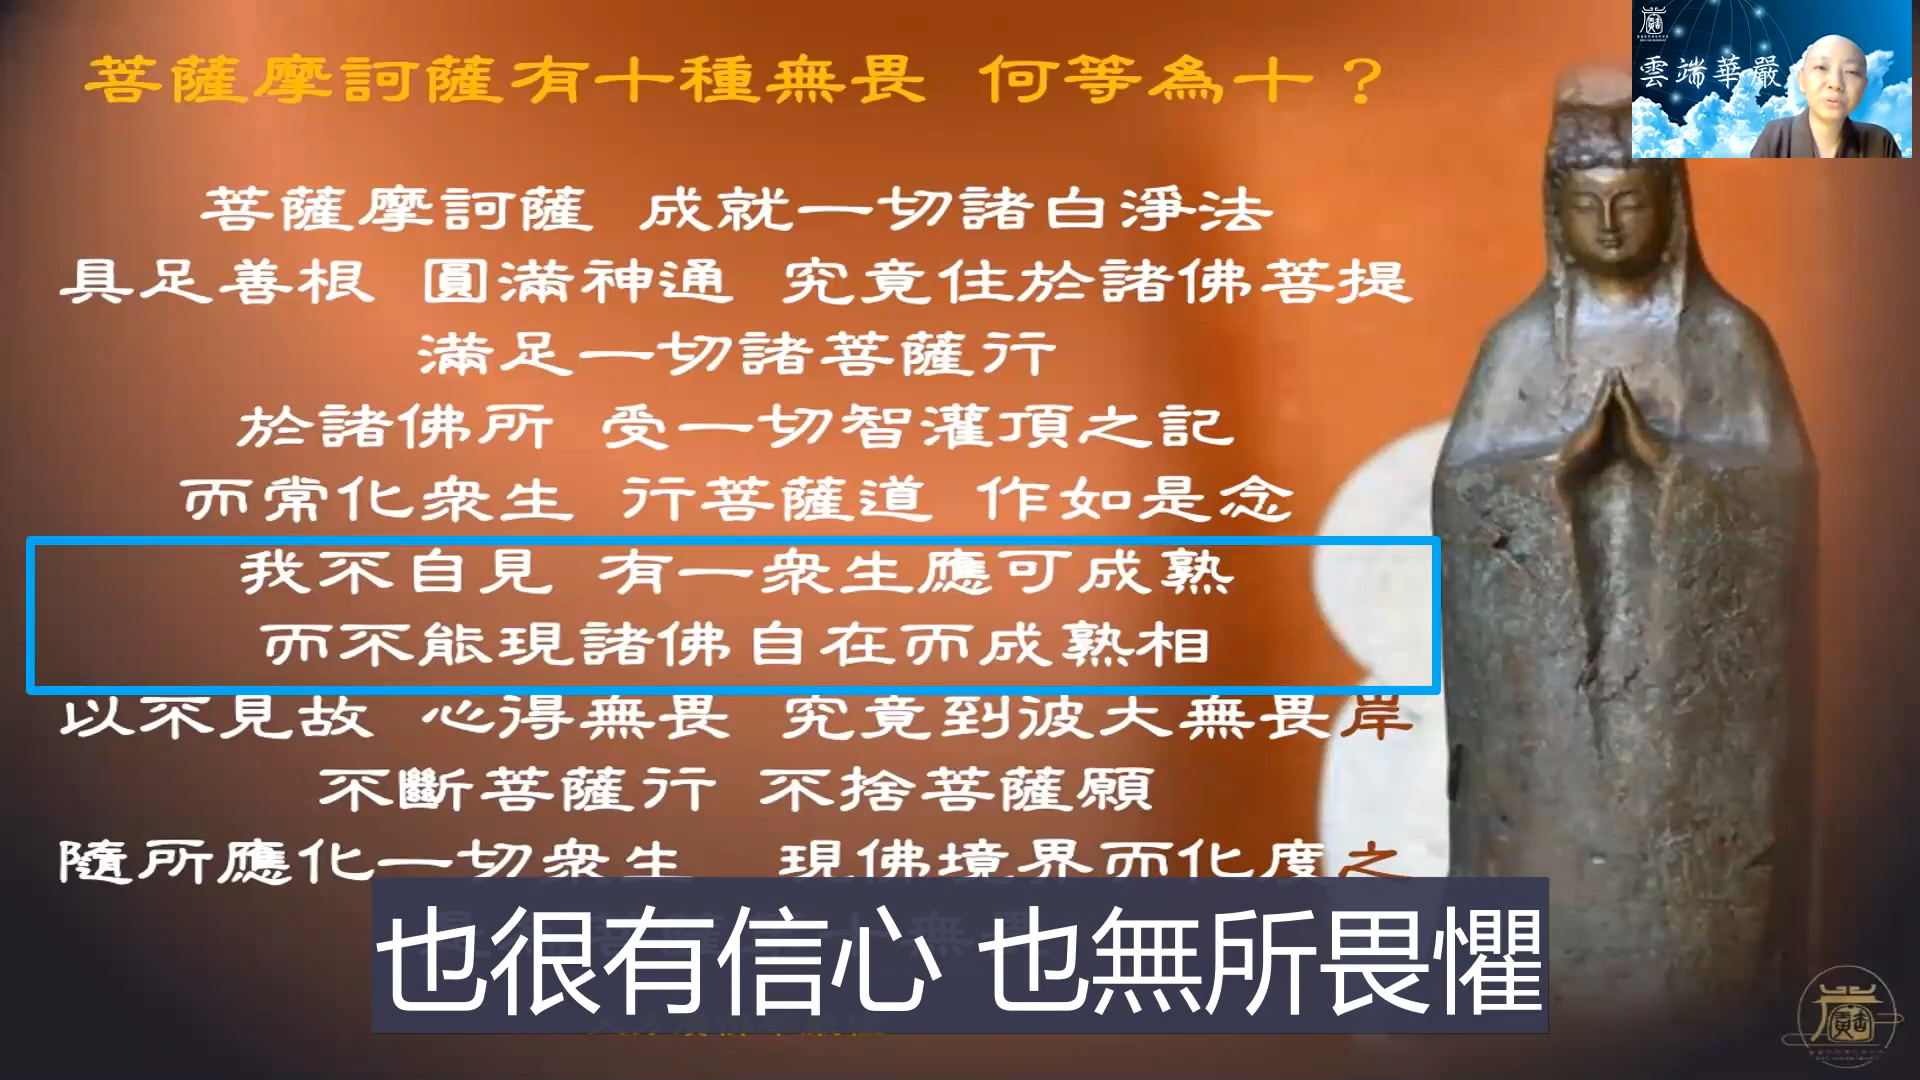 菩薩摩訶薩有十種無畏 何等為十？
雲端華嚴
菩薩摩訶薩 成就一切諸白淨法
具足善根 圓滿神通 究竟住於諸佛菩提
滿足一切諸菩薩行
於諸佛所 受一切智灌頂之記
而常化眾生 行菩薩道 作如是念
我不自見 有一眾生應可成熟
而不能現諸佛自在而成熟相
以不見故 心得無畏 究竟到波大無畏岸
不斷菩薩行 不捨菩薩願
隨所應化一切眾生 現佛境界而化度之
也很有信心 也無所畏懼